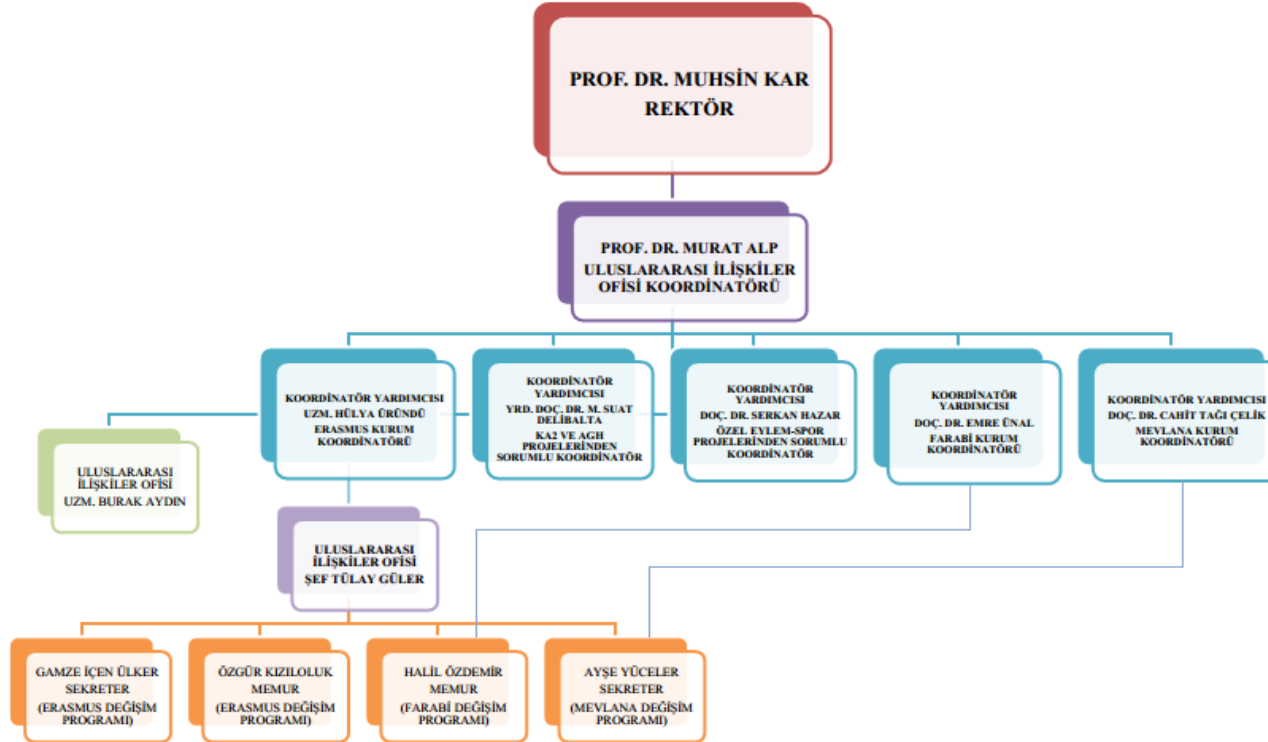 PROF. DR. MUHSİN KAR
REKTÖR
PROF. DR. MURAT ALP
ULUSLARARASI İLİŞKİLER
OFİSİ KOORDİNATÖRÜ
KOORDİNATÖR YARDIMCISI
UZM. HÜLYA ÜRÜNDÜ
ERASMUS KURUM
KOORDİNATÖRÜ
KOORDİNATÖR
YARDIMCISI
YRD. DOÇ. DR. M. SUAT
DELİBALTA
KA2 VE AGH
PROJELERİNDEN
SORUMLU KOORDİNATÖR
KOORDİNATÖR
YARDIMCISI
DOÇ. DR. SERKAN HAZAR
ÖZEL EYLEM-SPOR
PROJELERİNDEN SORUMLU
KOORDİNATÖR
KOORDİNATÖR
YARDIMCISI
DOÇ. DR. EMRE ÜNAL
FARABİ KURUM
KOORDİNATÖRÜ
KOORDİNATÖR YARDIMCISI
DOÇ. DR. CAHİT TAĞI ÇELİK
MEVLANA KURUM
KOORDİNATÖRÜ
ULUSLARARASI
İLİŞKİLER OFİSİ
UZM. BURAK AYDIN
ULUSLARARASI
İLİŞKİLER OFİSİ
ŞEF TÜLAY GÜLER
GAMZE İÇEN ÜLKER
SEKRETER
(ERASMUS DEĞİŞİM
PROGRAMI)
ÖZGÜR KIZILOLUK
MEMUR
(ERASMUS DEĞİŞİM
PROGRAMI)
HALİL ÖZDEMİR
MEMUR
(FARABİ DEĞİŞİM
PROGRAMI)
AYŞE YÜCELER
SEKRETER
(MEVLANA DEĞİŞİM
PROGRAMI)